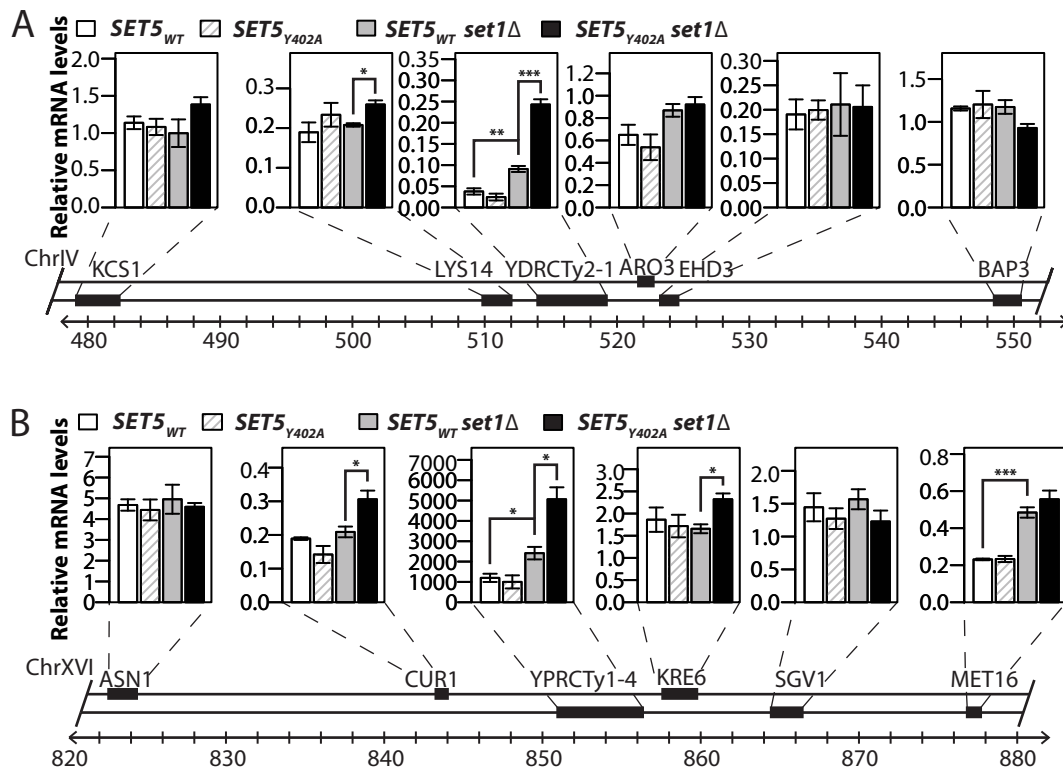 A
SET5WT SET5Y402A SET5WT set1Δ SET5Y402A set1Δ
Relative mRNA levels
2.0 1.5 1.0 0.5 0.0
0.3 0.2 0.1 0.0 *
0.35 0.30 0.25 0.20 0.15 0.10 0.05 0.00 ** ***
1.2 1.0 0.8 0.6 0.4 0.2 0.0
0.30 0.25 0.20 0.15 0.10 0.05 0.00
1.5 1.0 0.5 0.0
ChrIV
KCS1 LYS14 YDRCTy2-1 ARO3 EHD3 BAP3
480 490 500 510 520 530 540 550
B
SET5WT SET5Y402A SET5WT set1Δ SET5Y402A set1Δ
Relative mRNA levels
7 6 5 4 3 2 1 0
0.4 0.3 0.2 0.1 0.0 *
7000 6000 5000 4000 3000 2000 1000 0 * *
3.0 2.5 2.0 1.5 1.0 0.5 0.0 *
2.0 1.5 1.0 0.5 0.0
0.8 0.6 0.4 0.2 0.0 ***
ChrXVI
ASN1 CUR1 YPRCTy1-4 KRE6 SGV1 MET16
820 830 840 850 860 870 880